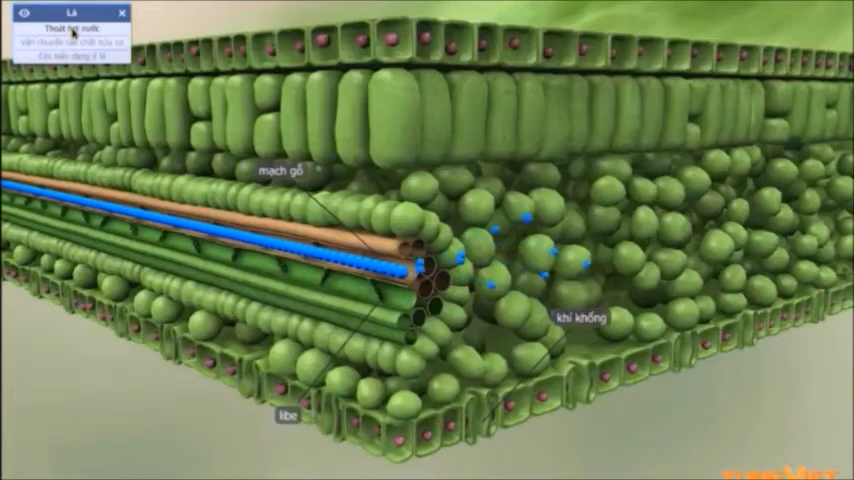 Lá
Thoát hơi nước
Vận chuyển các chất hữu cơ
Các biến dạng ở lá
mạch gỗ
khí khổng
libe